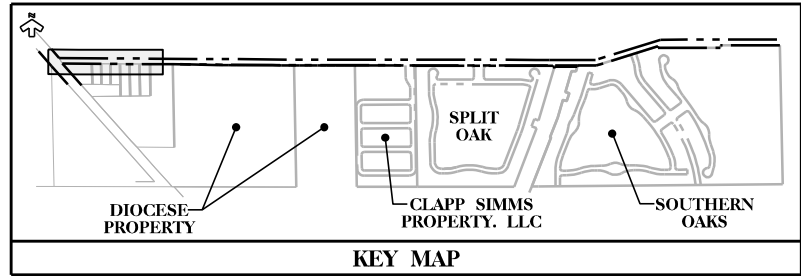 N
SPLIT
OAK
DIOCESE
PROPERTY
CLAPP SIMMS
PROPERTY. LLC
SOUTHERN
OAKS
KEY MAP